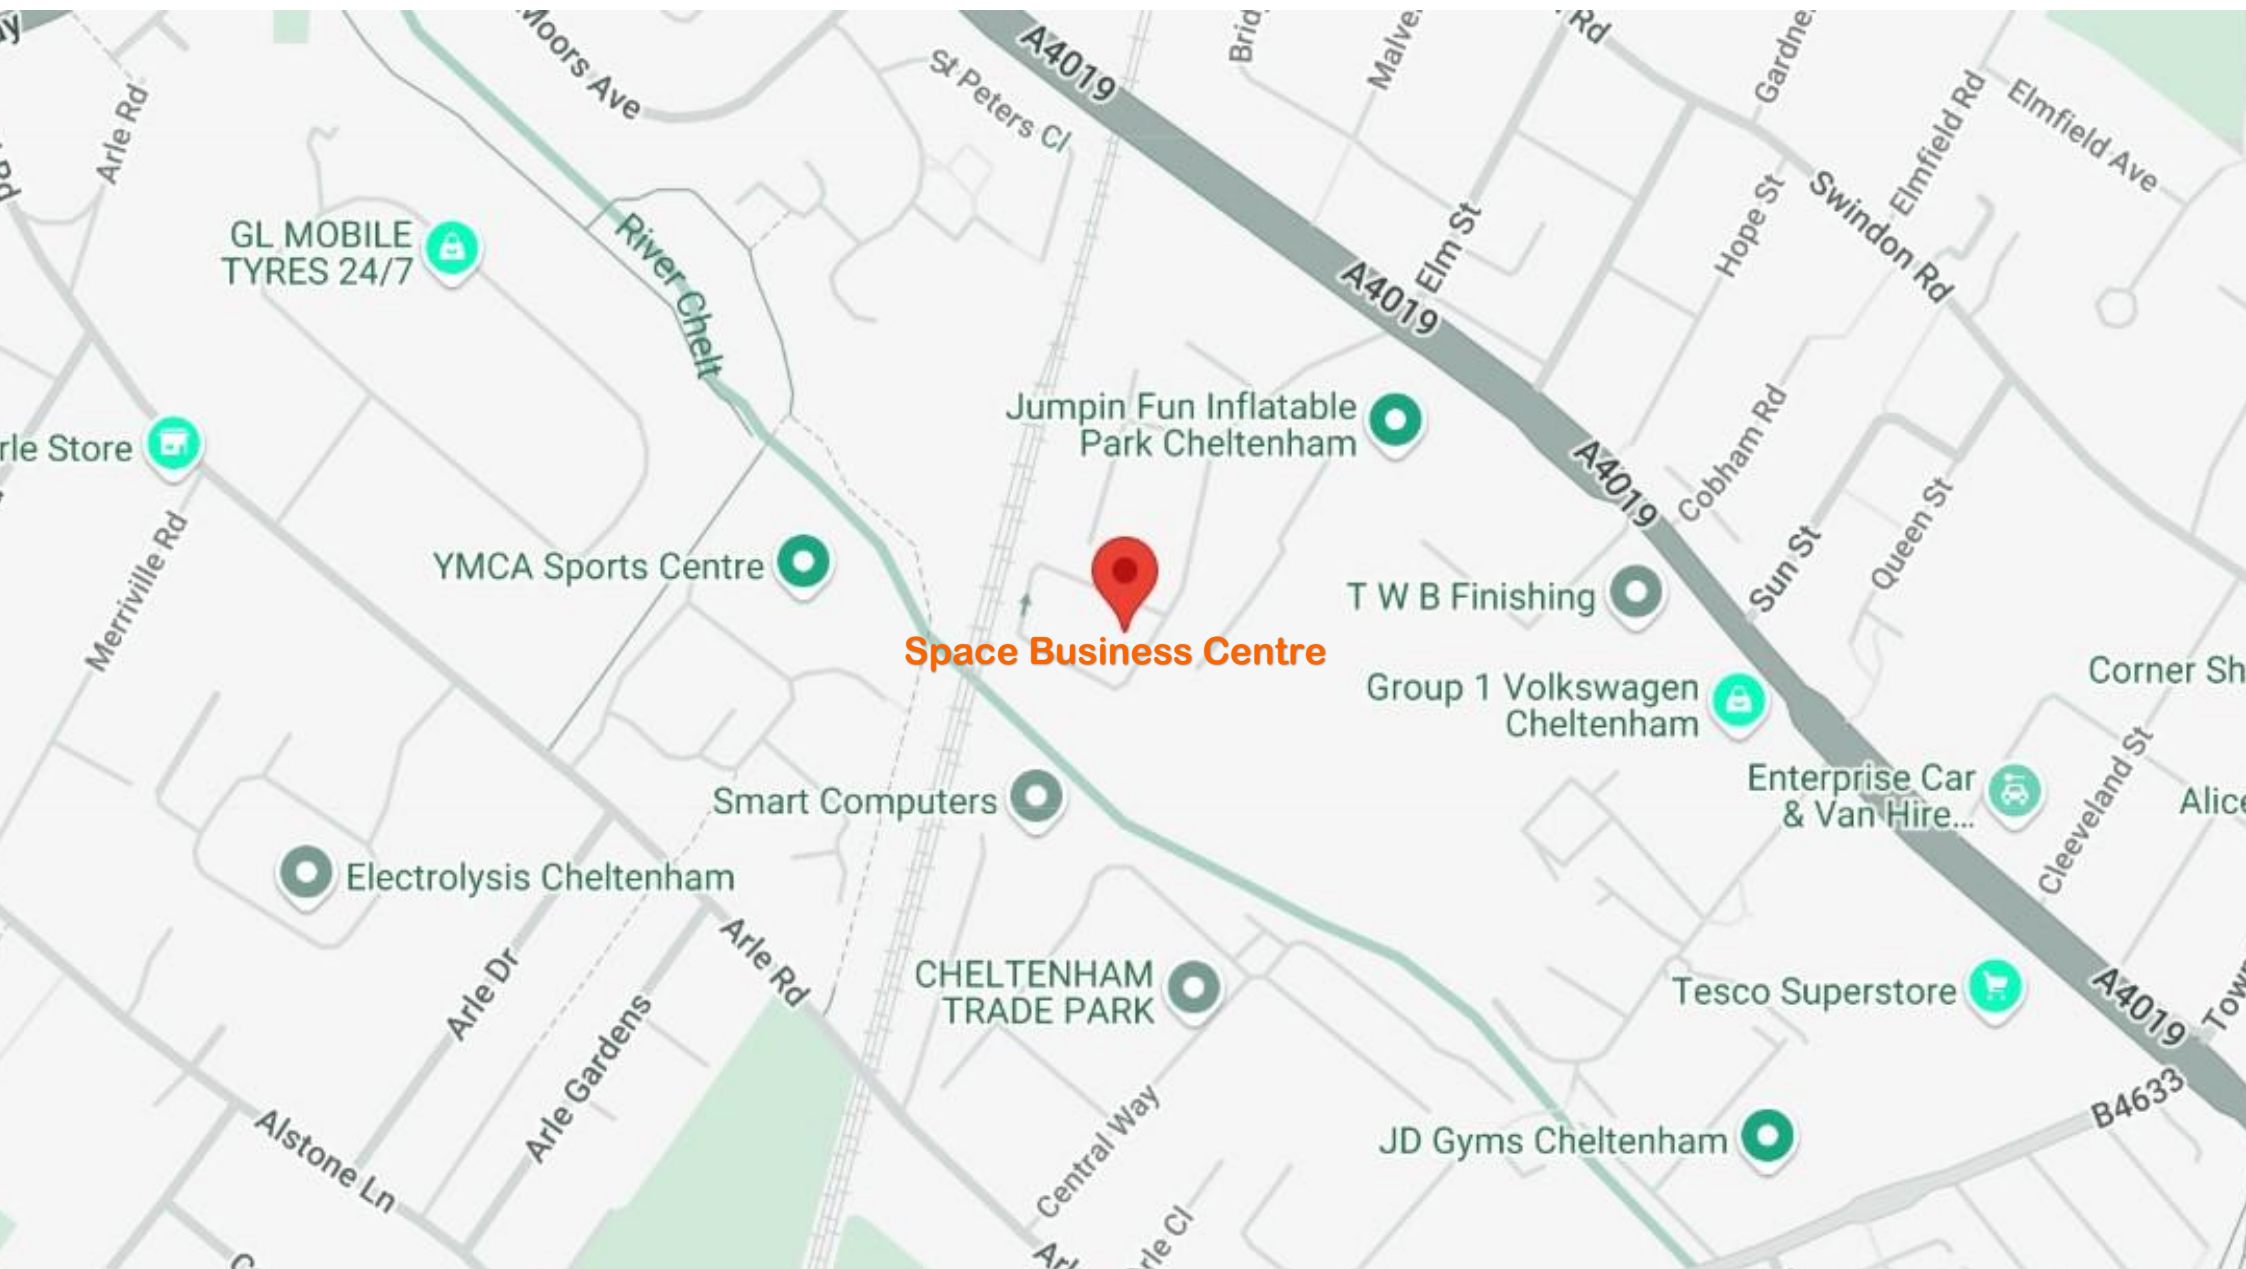 Arle Rd
Moors Ave
St Peters Cl
A4019
Malve
Rd
Gardne
Elmfield Rd
Elmfield Ave
GL MOBILE
TYRES 24/7
River Chelt
A4019
Elm St
Hope St
Swindon Rd
Jumpin Fun Inflatable
Park Cheltenham
rle Store
Merriville Rd
YMCA Sports Centre
A4019
Cobham Rd
Sun St
Queen St
T W B Finishing
Space Business Centre
Group 1 Volkswagen
Cheltenham
Corner Sh
Enterprise Car
& Van Hire...
Cleeveland St
Alice
Smart Computers
Electrolysis Cheltenham
Arle Dr
Arle Gardens
Arle Rd
CHELTENHAM
TRADE PARK
Tesco Superstore
A4019
Town
Central Way
B4633
JD Gyms Cheltenham
Alstone Ln
rle Cl
Arl